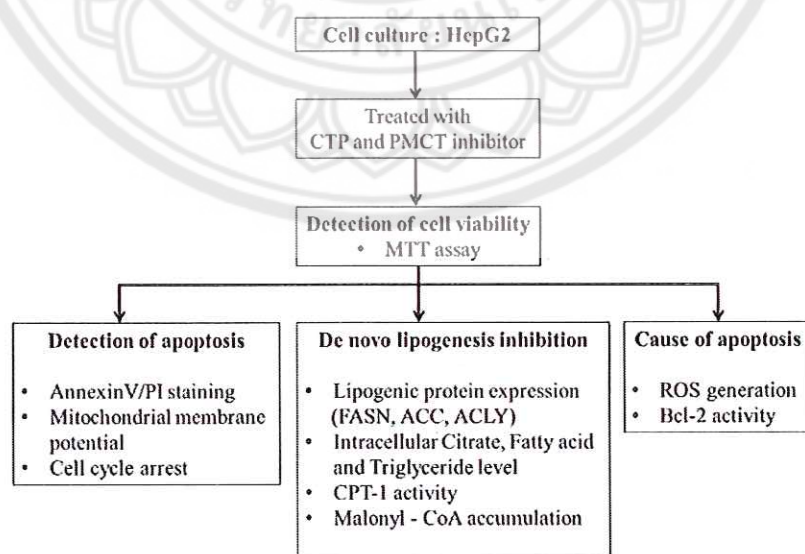 Cell culture : HepG2
Treated with
CTP and PMCT inhibitor
Detection of cell viability
• MTT assay
Detection of apoptosis
• AnnexinV/PI staining
• Mitochondrial membrane
potential
• Cell cycle arrest
De novo lipogenesis inhibition
• Lipogenic protein expression
(FASN, ACC, ACLY)
• Intracellular Citrate, Fatty acid
and Triglyceride level
• CPT-1 activity
• Malonyl - CoA accumulation
Cause of apoptosis
• ROS generation
• Bcl-2 activity